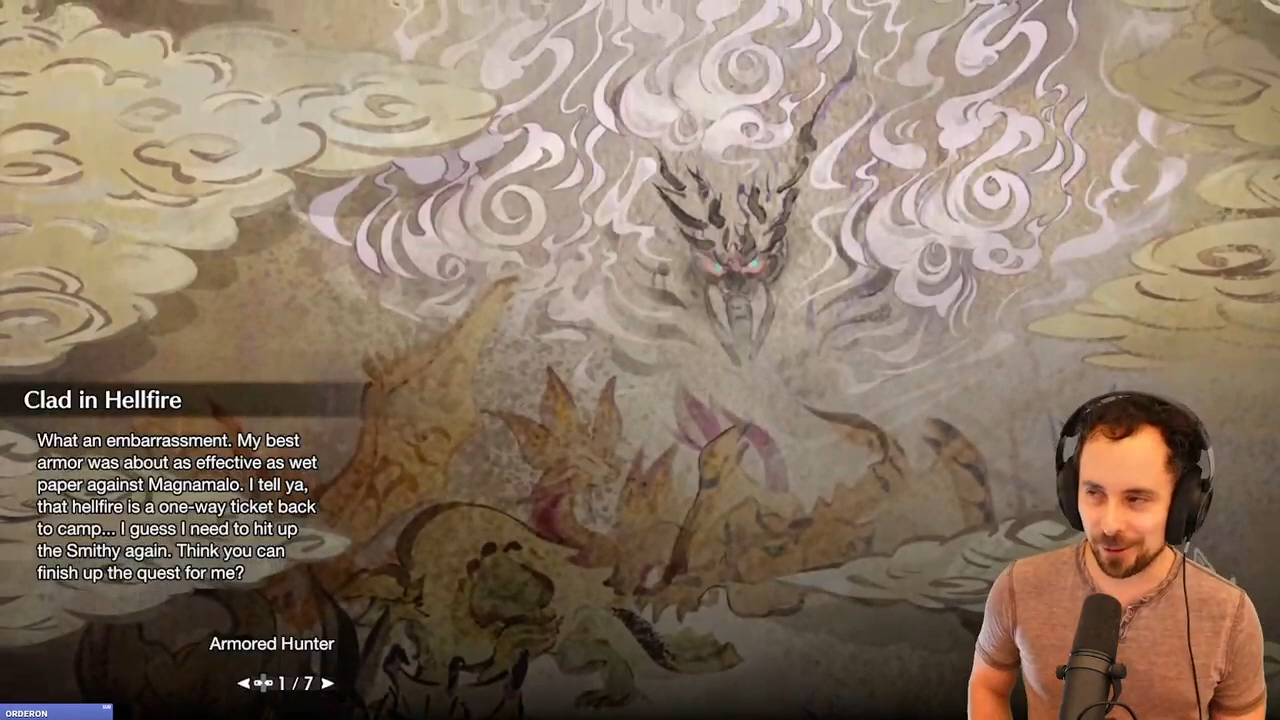 Clad in Hellfire
What an embarrassment. My best
armor was about as effective as wet
paper against Magnamalo. I tell ya,
that hellfire is a one-way ticket back
to camp... I guess I need to hit up
the Smithy again. Think you can
finish up the quest for me?
Armored Hunter
1 / 7
ORDERON
SUB